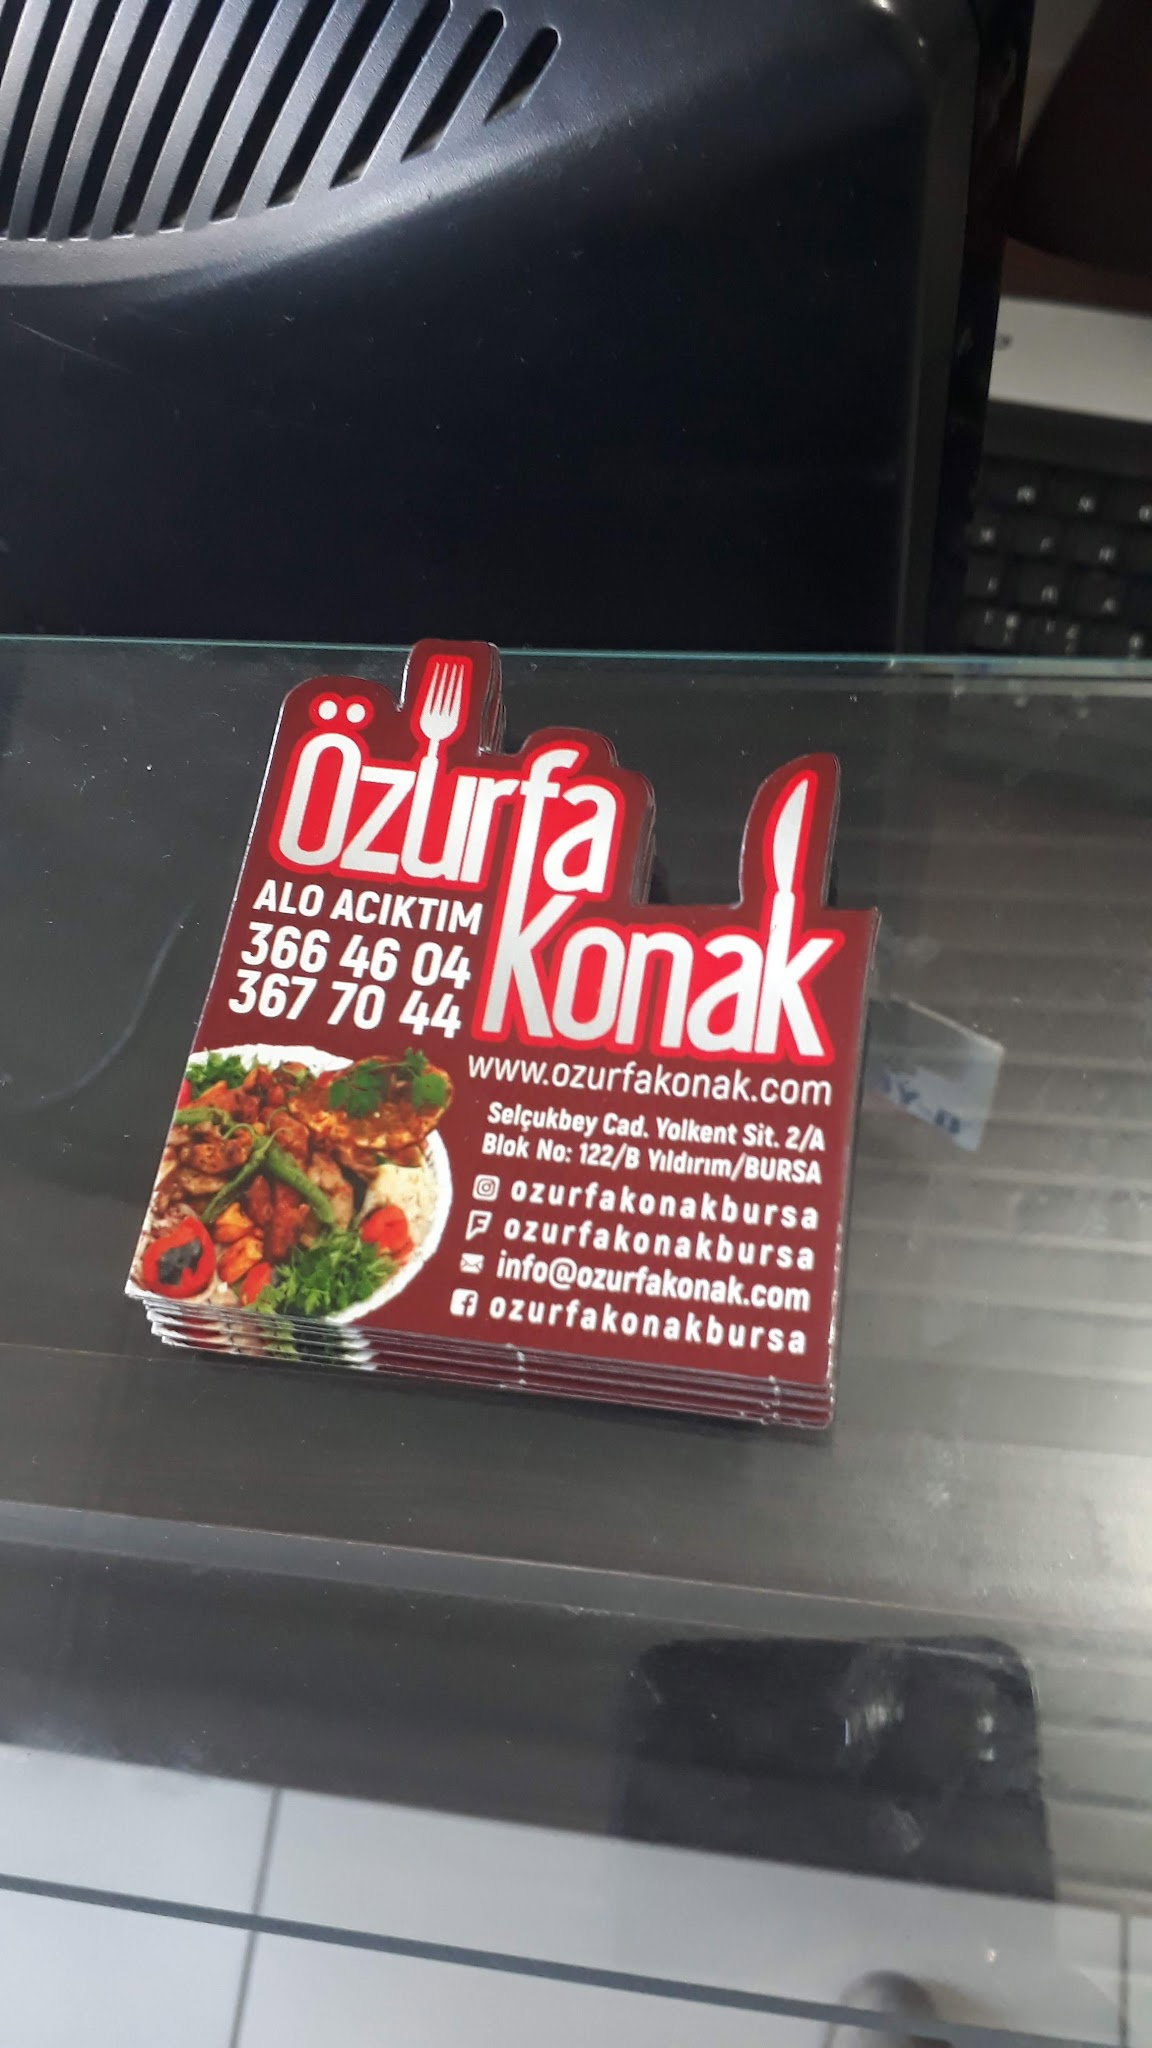 Özurfa
Konak
ALO ACIKTIM
366 46 04
367 70 44
www.ozurfakonak.com
Selçukbey Cad. Yolkent Sit. 2/A
Blok No: 122/B Yıldırım/BURSA
ozurfakonakbursa
ozurfakonakbursa
info@ozurfakonak.com
ozurfakonakbursa